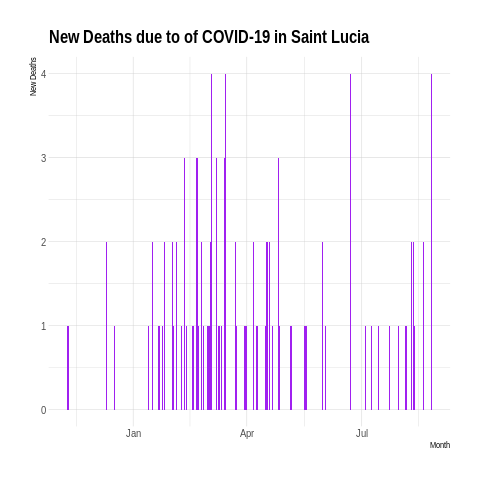 New Deaths due to of COVID-19 in Saint Lucia
New Deaths
4
3
2
1
0
Jan Apr Jul
Month